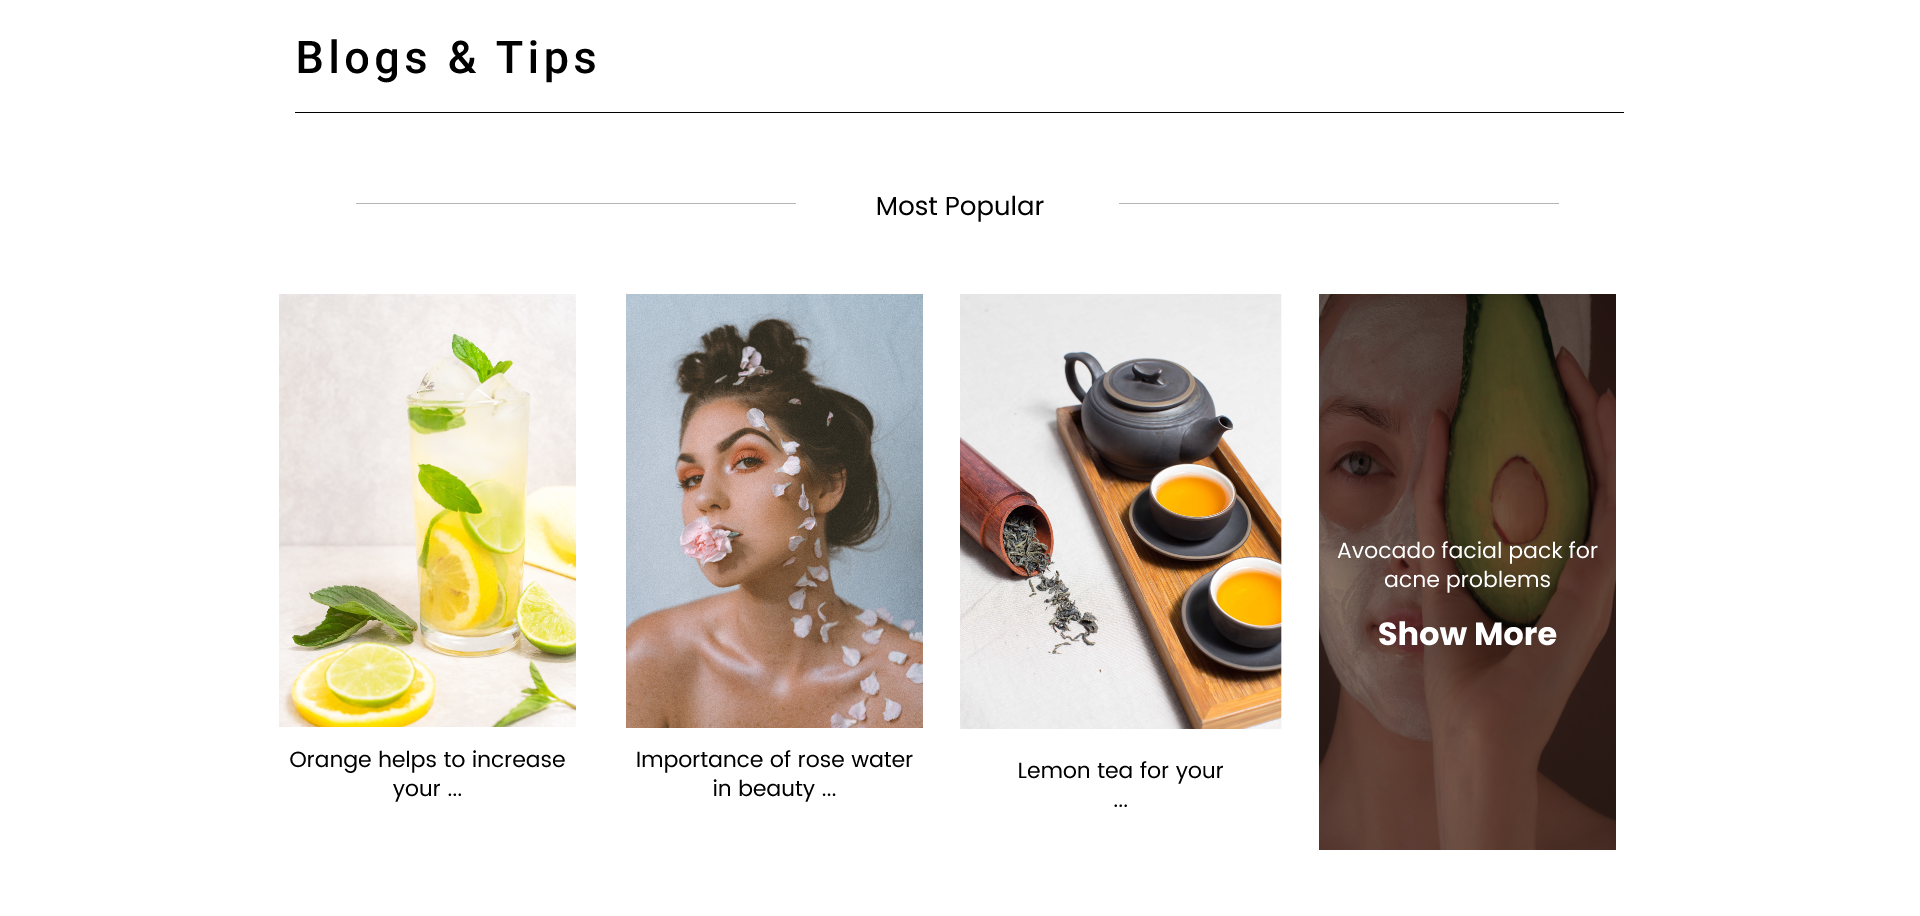 Blogs & Tips
Most Popular
Orange helps to increase
your ...
Importance of rose water
in beauty ...
Lemon tea for your
...
Avocado facial pack for
acne problems
Show More